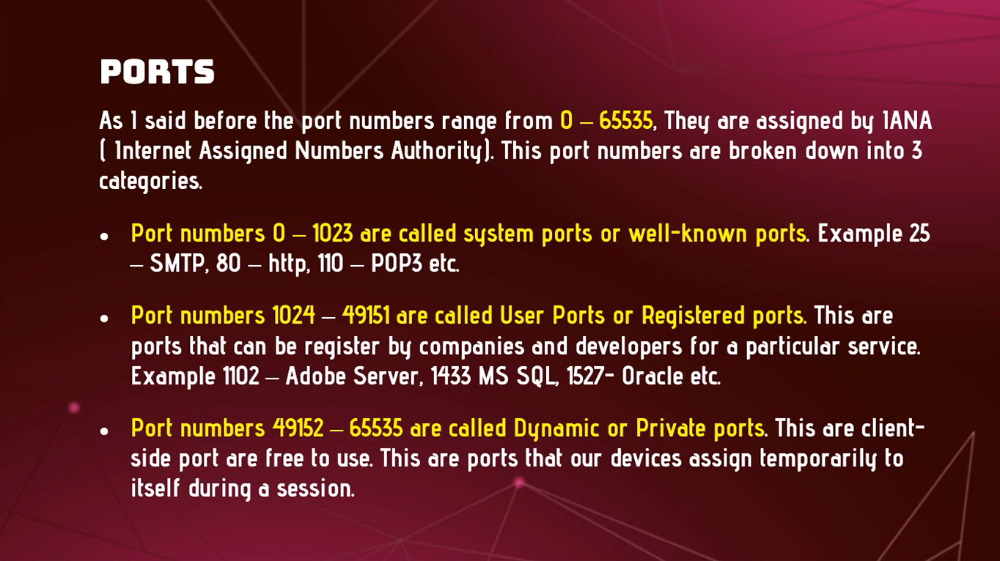 PORTS
As I said before the port numbers range from 0 – 65535, They are assigned by IANA
( Internet Assigned Numbers Authority). This port numbers are broken down into 3
categories.
• Port numbers 0 – 1023 are called system ports or well-known ports. Example 25
– SMTP, 80 – http, 110 – POP3 etc.
• Port numbers 1024 – 49151 are called User Ports or Registered ports. This are
ports that can be register by companies and developers for a particular service.
Example 1102 – Adobe Server, 1433 MS SQL, 1527- Oracle etc.
• Port numbers 49152 – 65535 are called Dynamic or Private ports. This are client-
side port are free to use. This are ports that our devices assign temporarily to
itself during a session.